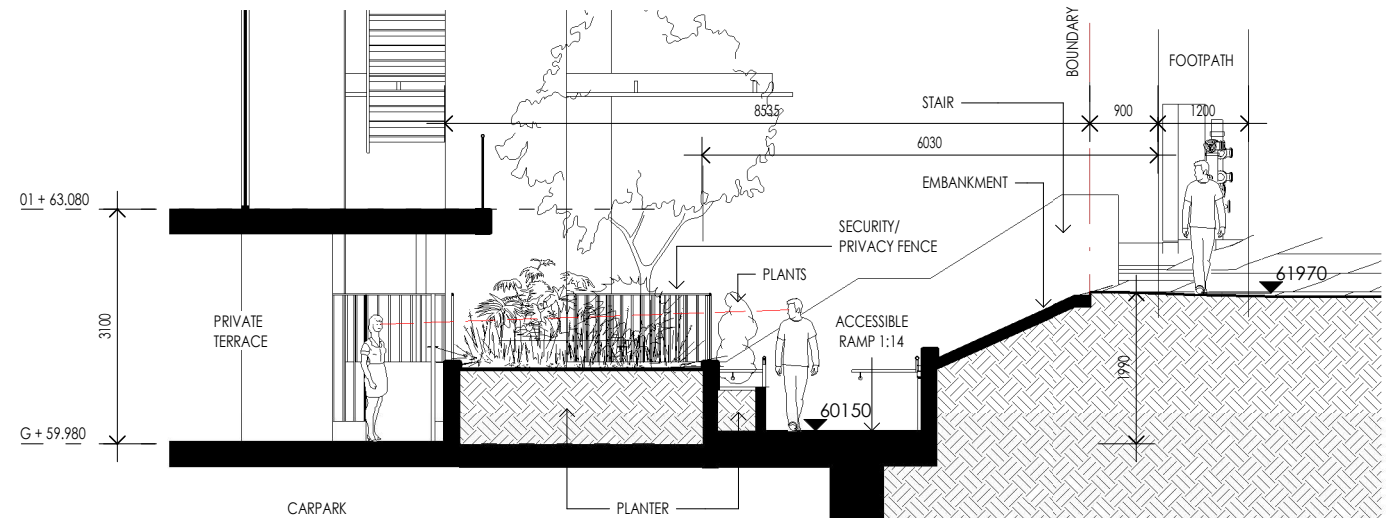 BOUNDARY
FOOTPATH
STAIR
8535
900
1200
6030
EMBANKMENT
01 + 63.080
SECURITY/
PRIVACY FENCE
PLANTS
61970
3100
PRIVATE
TERRACE
ACCESSIBLE
RAMP 1:14
1990
60150
G + 59.980
CARPARK
PLANTER